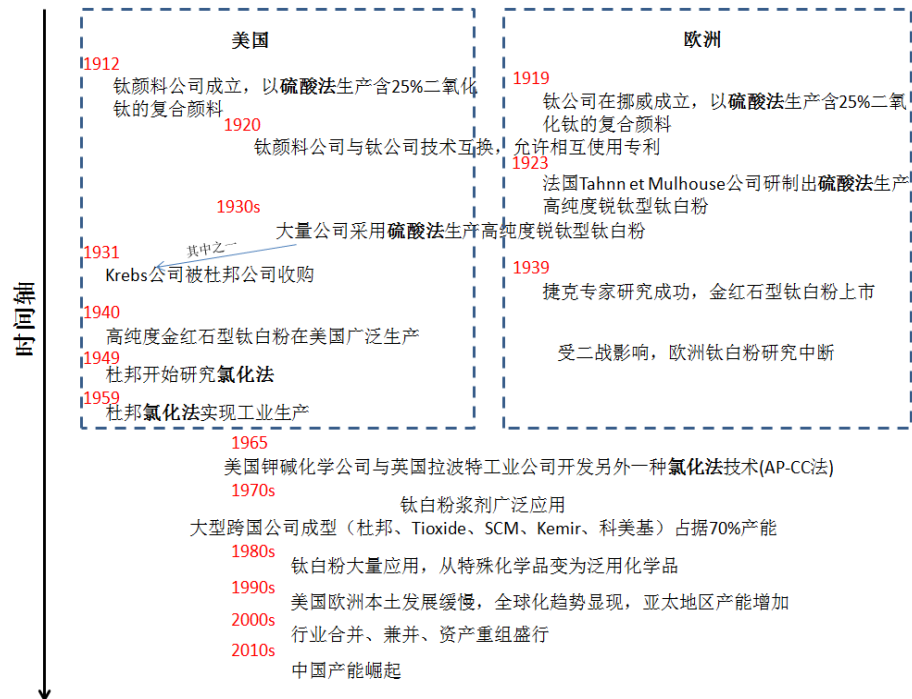 美国
1912
钛颜料公司成立，以硫酸法生产含25%二氧化
钛的复合颜料
1920
钛颜料公司与钛公司技术互换，允许相互使用专利
1930s
大量公司采用硫酸法生产高纯度锐钛型钛白粉
其中之一
1931
Krebs公司被杜邦公司收购
1940
高纯度金红石型钛白粉在美国广泛生产
1949
杜邦开始研究氯化法
1959
杜邦氯化法实现工业生产
欧洲
1919
钛公司在挪威成立，以硫酸法生产含25%二氧
化钛的复合颜料
1923
法国Tahnn et Mulhouse公司研制出硫酸法生产
高纯度锐钛型钛白粉
1939
捷克专家研究成功，金红石型钛白粉上市
受二战影响，欧洲钛白粉研究中断
时间轴
1965
美国钾碱化学公司与英国拉波特工业公司开发另外一种氯化法技术(AP-CC法)
1970s
钛白粉浆剂广泛应用
大型跨国公司成型（杜邦、Tioxide、SCM、Kemir、科美基）占据70%产能
1980s
钛白粉大量应用，从特殊化学品变为泛用化学品
1990s
美国欧洲本土发展缓慢，全球化趋势显现，亚太地区产能增加
2000s
行业合并、兼并、资产重组盛行
2010s
中国产能崛起